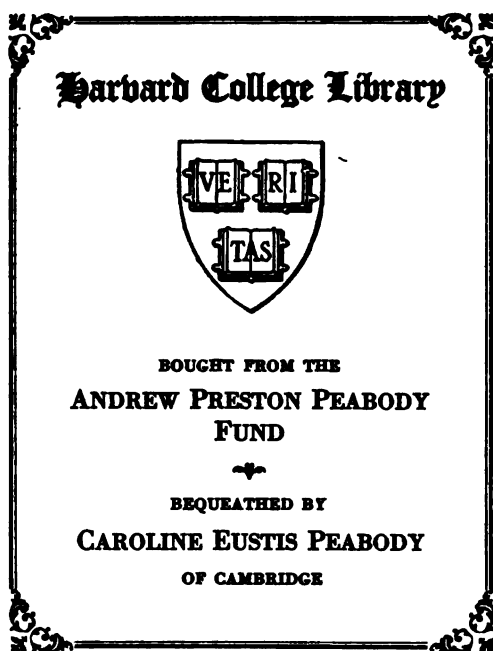 Harvard College Library
VE RI
TAS
BOUGHT FROM THE
ANDREW PRESTON PEABODY
FUND
BEQUEATHED BY
CAROLINE EUSTIS PEABODY
OF CAMBRIDGE